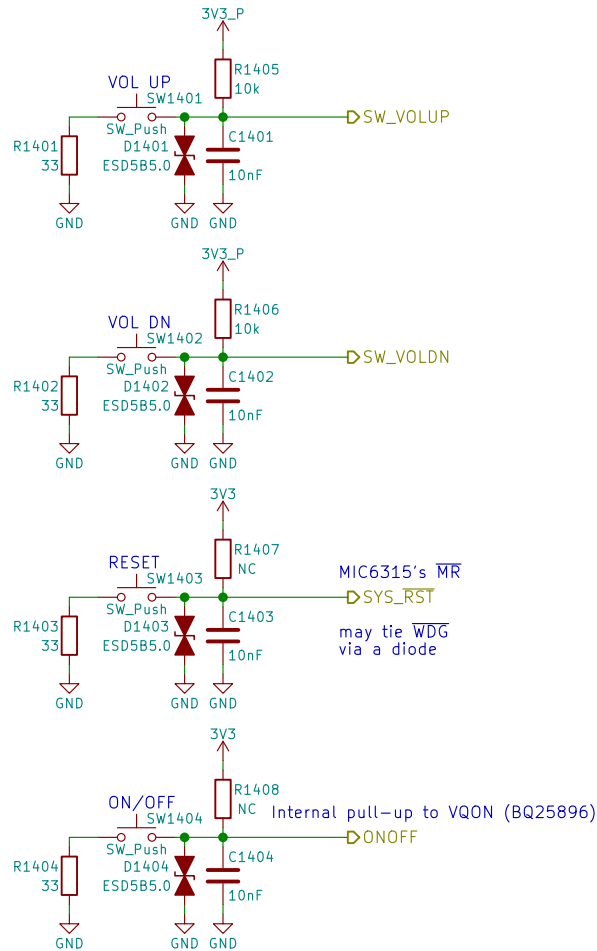 3V3_P
R1405
10k
VOL UP
SW1401
SW_Push
SW_VOLUP
R1401
33
D1401
ESD5B5.0
C1401
10nF
GND
GND
GND
3V3_P
R1406
10k
VOL DN
SW1402
SW_Push
SW_VOLDN
R1402
33
D1402
ESD5B5.0
C1402
10nF
GND
GND
GND
3V3
R1407
NC
RESET
SW1403
SW_Push
MIC6315's MR
SYS_RST
may tie WDG
via a diode
R1403
33
D1403
ESD5B5.0
C1403
10nF
GND
GND
GND
3V3
R1408
NC
ON/OFF
SW1404
SW_Push
Internal pull-up to VQON (BQ25896)
ONOFF
R1404
33
D1404
ESD5B5.0
C1404
10nF
GND
GND
GND